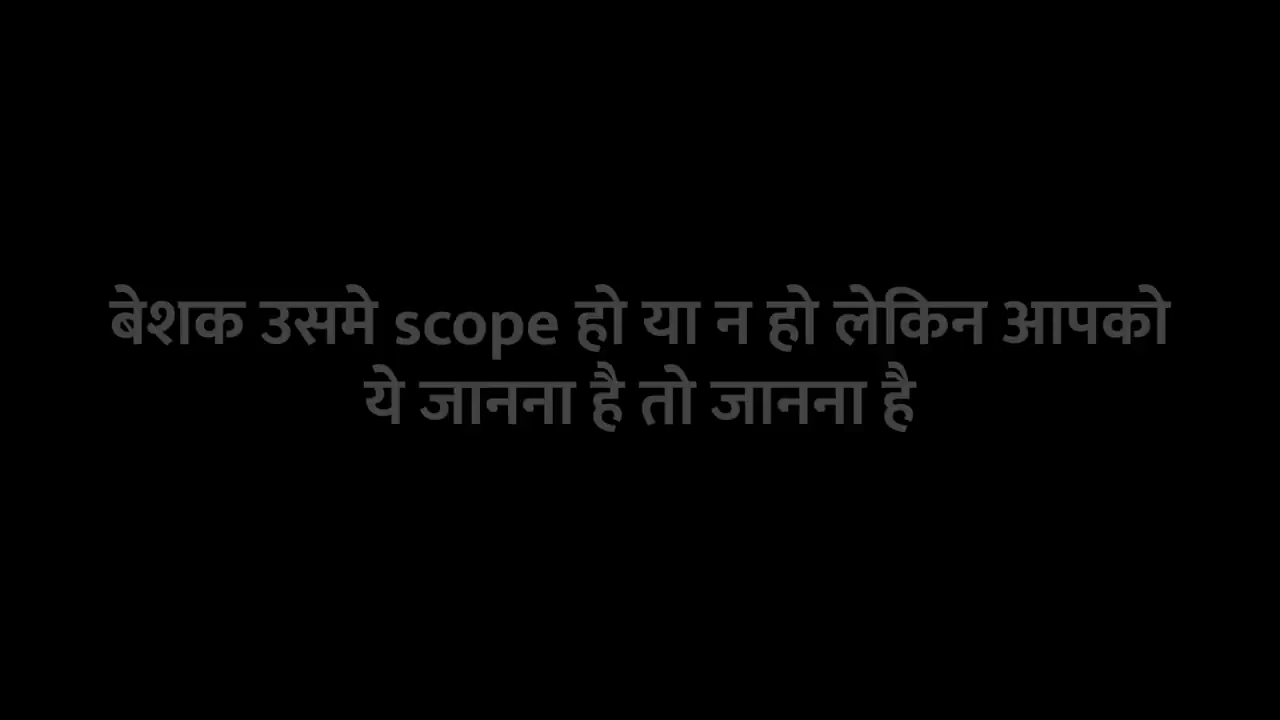 बेशक उसमे scope हो या न हो लेकिन आपको
ये जानना है तो जानना है